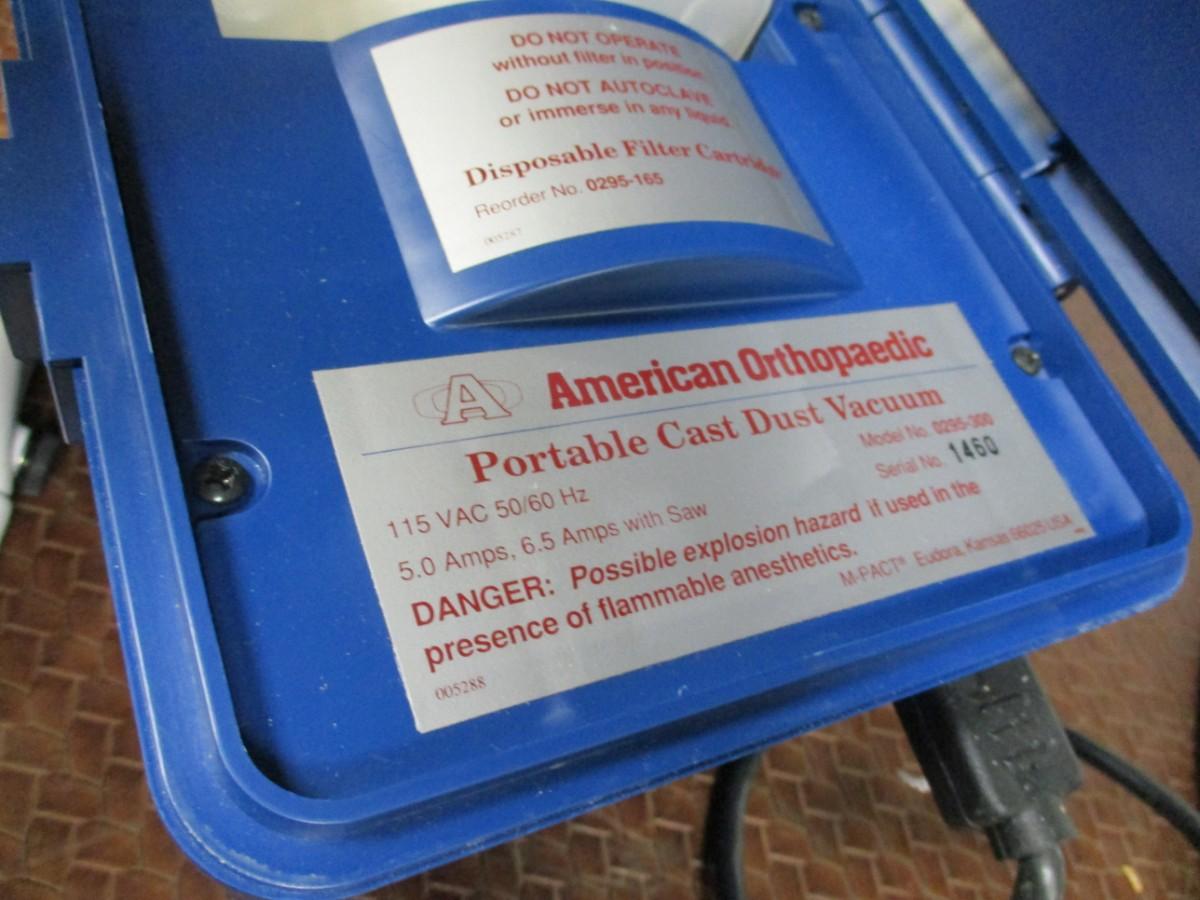 DO NOT OPERATE
without filter in position
DO NOT AUTOCLAVE
or immerse in any liquid.
Disposable Filter Cartridge
Reorder No. 0295-165
005287
A American Orthopaedic
Portable Cast Dust Vacuum
Model No. 0295-300
115 VAC 50/60 Hz
Serial No. 1460
5.0 Amps, 6.5 Amps with Saw
DANGER: Possible explosion hazard if used in the
presence of flammable anesthetics.
M-PACT® Eudora, Kansas 66025 USA
005288